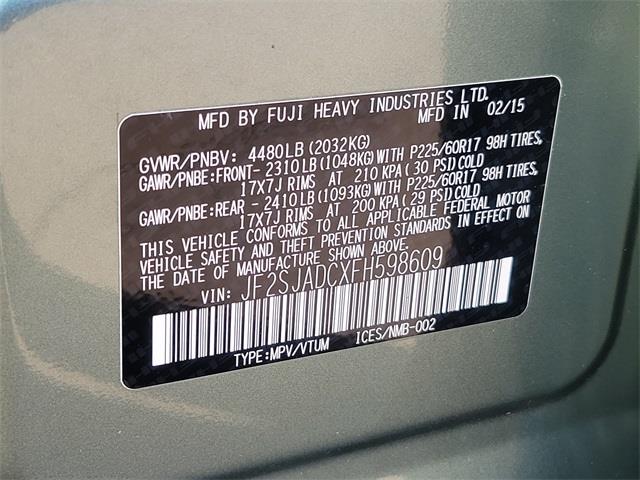 MFD BY FUJI HEAVY INDUSTRIES LTD.
MFD IN 02/15
GVWR/PNBV: 4480LB(2032KG)
GAWR/PNBE:FRONT- 2310LB(1048KG)WITH P225/60R17 98H TIRES,
17X7J RIMS AT 210 KPA(30 PSI)COLD
GAWR/PNBE:REAR - 2410LB(1093KG)WITH P225/60R17 98H TIRES,
17X7J RIMS AT 200 KPA(29 PSI)COLD
THIS VEHICLE CONFORMS TO ALL APPLICABLE FEDERAL MOTOR
VEHICLE SAFETY AND THEFT PREVENTION STANDARDS IN EFFECT ON
THE DATE OF MANUFACTURE SHOWN ABOVE.
VIN: JF2SJADCXFH598609
TYPE:MPV/VTUM ICES/NMB-002